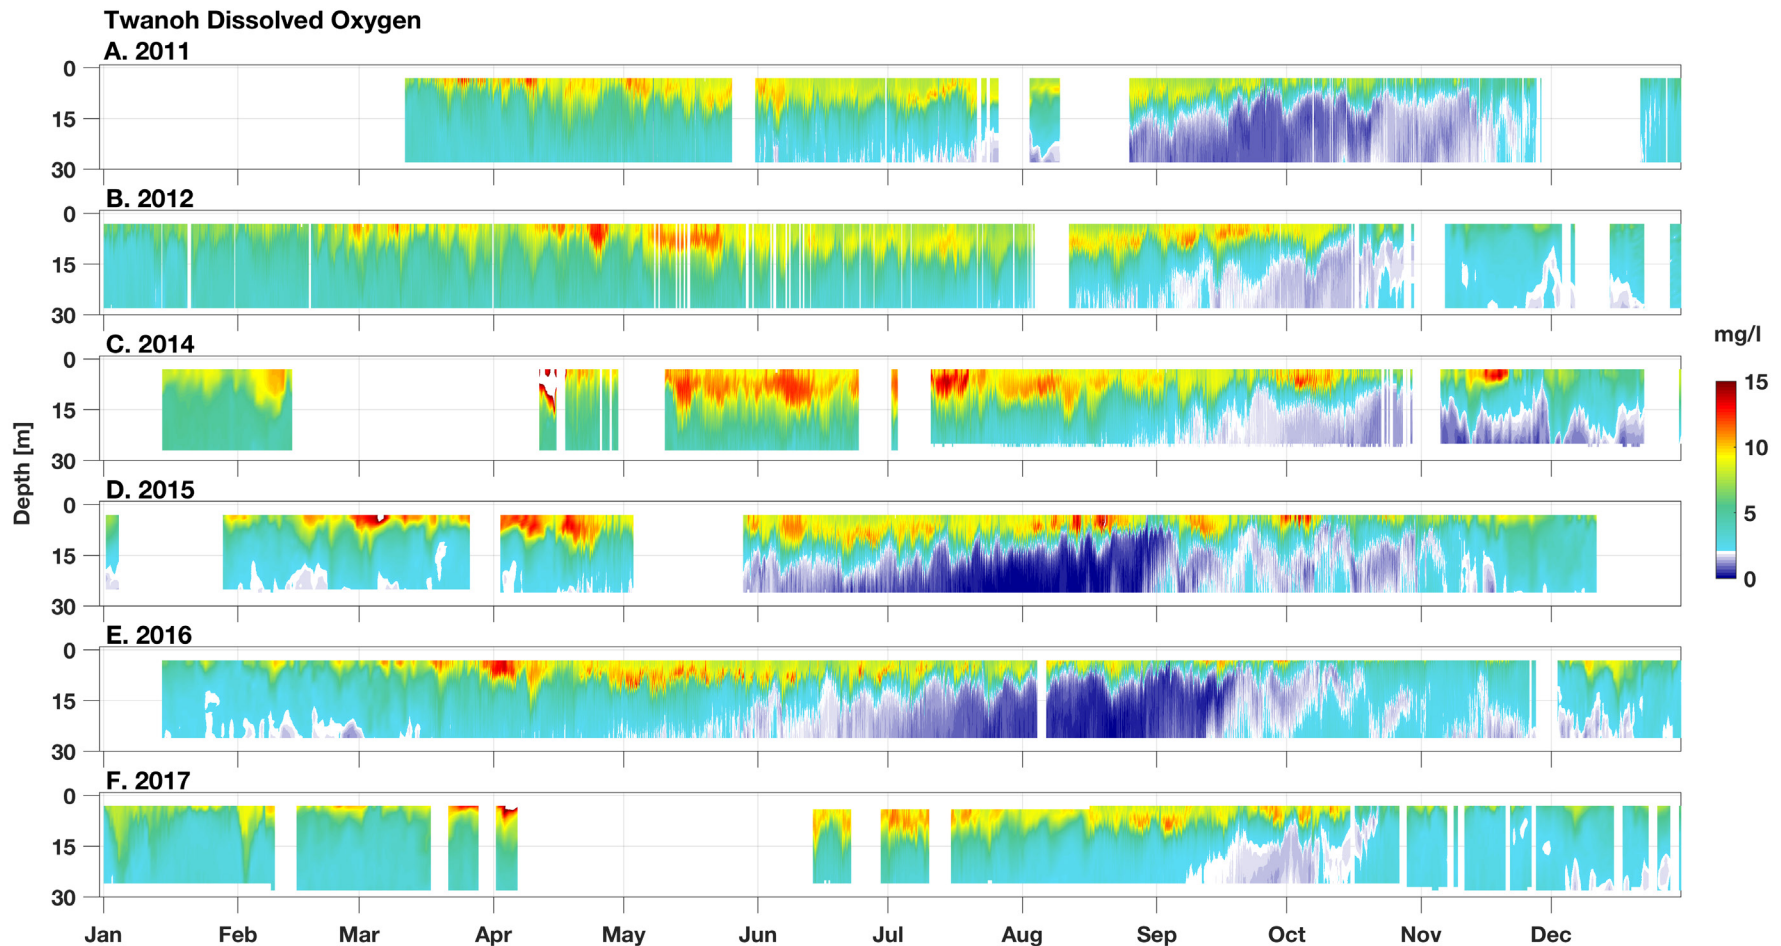 Twanoh Dissolved Oxygen
A. 2011
0
15
30
B. 2012
0
15
30
C. 2014
0
15
30
D. 2015
0
15
30
E. 2016
0
15
30
F. 2017
0
15
30
Depth [m]
Jan Feb Mar Apr May Jun Jul Aug Sep Oct Nov Dec
mg/l
15
10
5
0